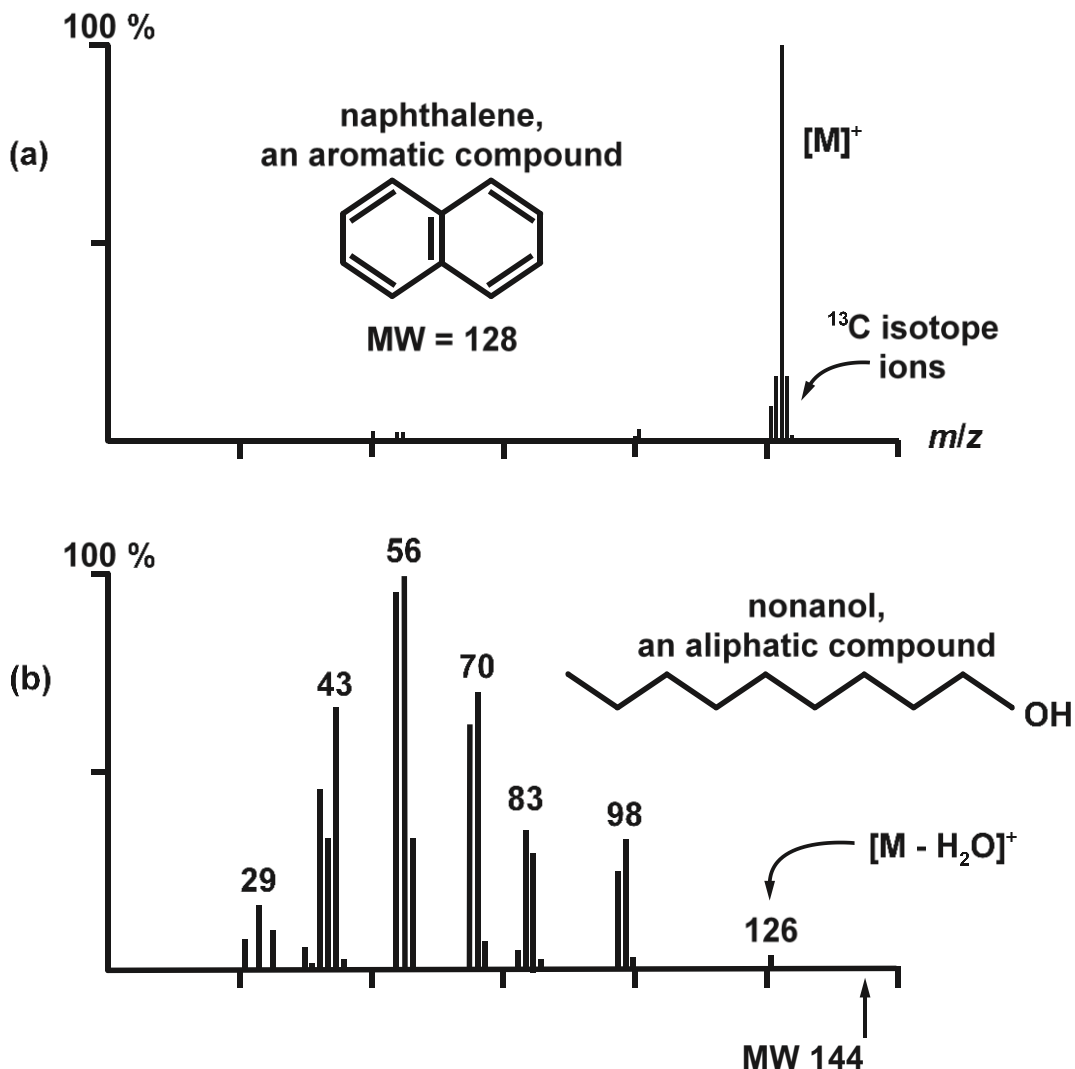 100 %
(a)
naphthalene,
an aromatic compound
MW = 128
[M]⁺
¹³C isotope
ions
m/z
100 %
(b)
56
43
70
83
98
29
nonanol,
an aliphatic compound
OH
[M - H₂O]⁺
126
MW 144